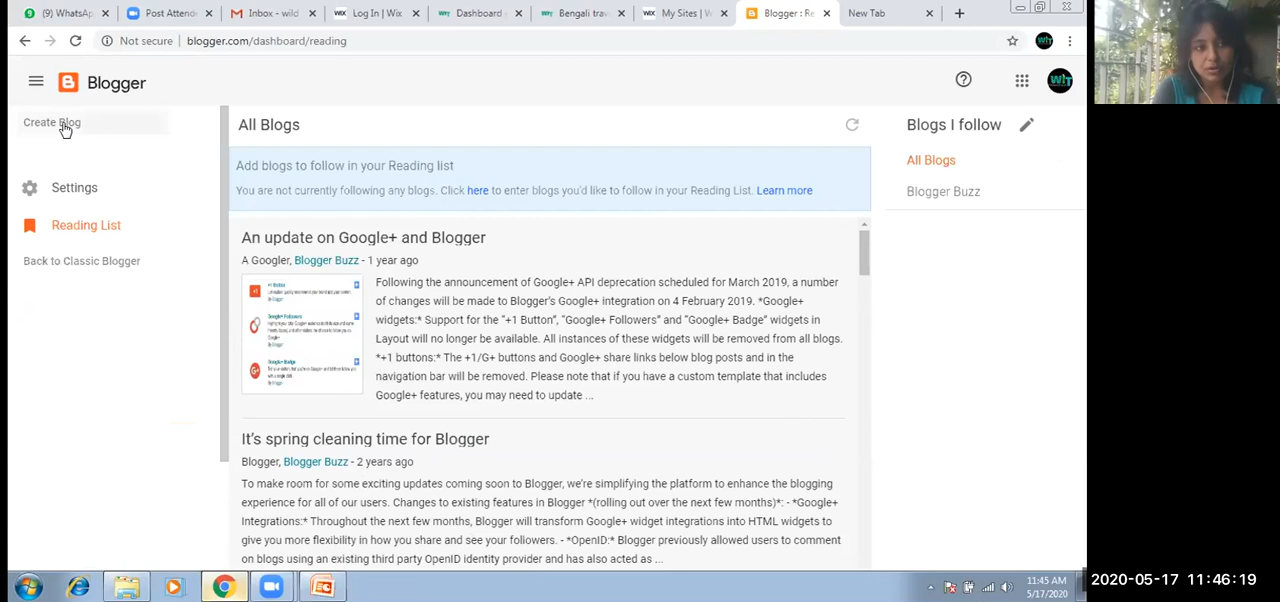 (9) WhatsAp
Post Attende
Inbox - wild
Log In | Wix
Dashboard -
Bengali trav
My Sites | W
Blogger : Re
New Tab
Not secure | blogger.com/dashboard/reading
Blogger
Create Blog
Settings
Reading List
Back to Classic Blogger
All Blogs
Add blogs to follow in your Reading list
You are not currently following any blogs. Click here to enter blogs you'd like to follow in your Reading List. Learn more
An update on Google+ and Blogger
A Googler, Blogger Buzz - 1 year ago
Following the announcement of Google+ API deprecation scheduled for March 2019, a
number of changes will be made to Blogger's Google+ integration on 4 February 2019. *Google+
widgets:* Support for the “+1 Button”, “Google+ Followers” and “Google+ Badge” widgets in
Layout will no longer be available. All instances of these widgets will be removed from all blogs.
*+1 buttons:* The +1/G+ buttons and Google+ share links below blog posts and in the
navigation bar will be removed. Please note that if you have a custom template that includes
Google+ features, you may need to update ...
It's spring cleaning time for Blogger
Blogger, Blogger Buzz - 2 years ago
To make room for some exciting updates coming soon to Blogger, we're simplifying the platform to enhance the blogging
experience for all of our users. Changes to existing features in Blogger *(rolling out over the next few months)*: - *Google+
Integrations:* Throughout the next few months, Blogger will transform Google+ widget integrations into HTML widgets to
give you more flexibility in how you share and see your followers. - *OpenID:* Blogger previously allowed users to comment
on blogs using an existing third party OpenID identity provider and has also acted as ...
Blogs I follow
All Blogs
Blogger Buzz
11:45 AM
5/17/2020
2020-05-17 11:46:19